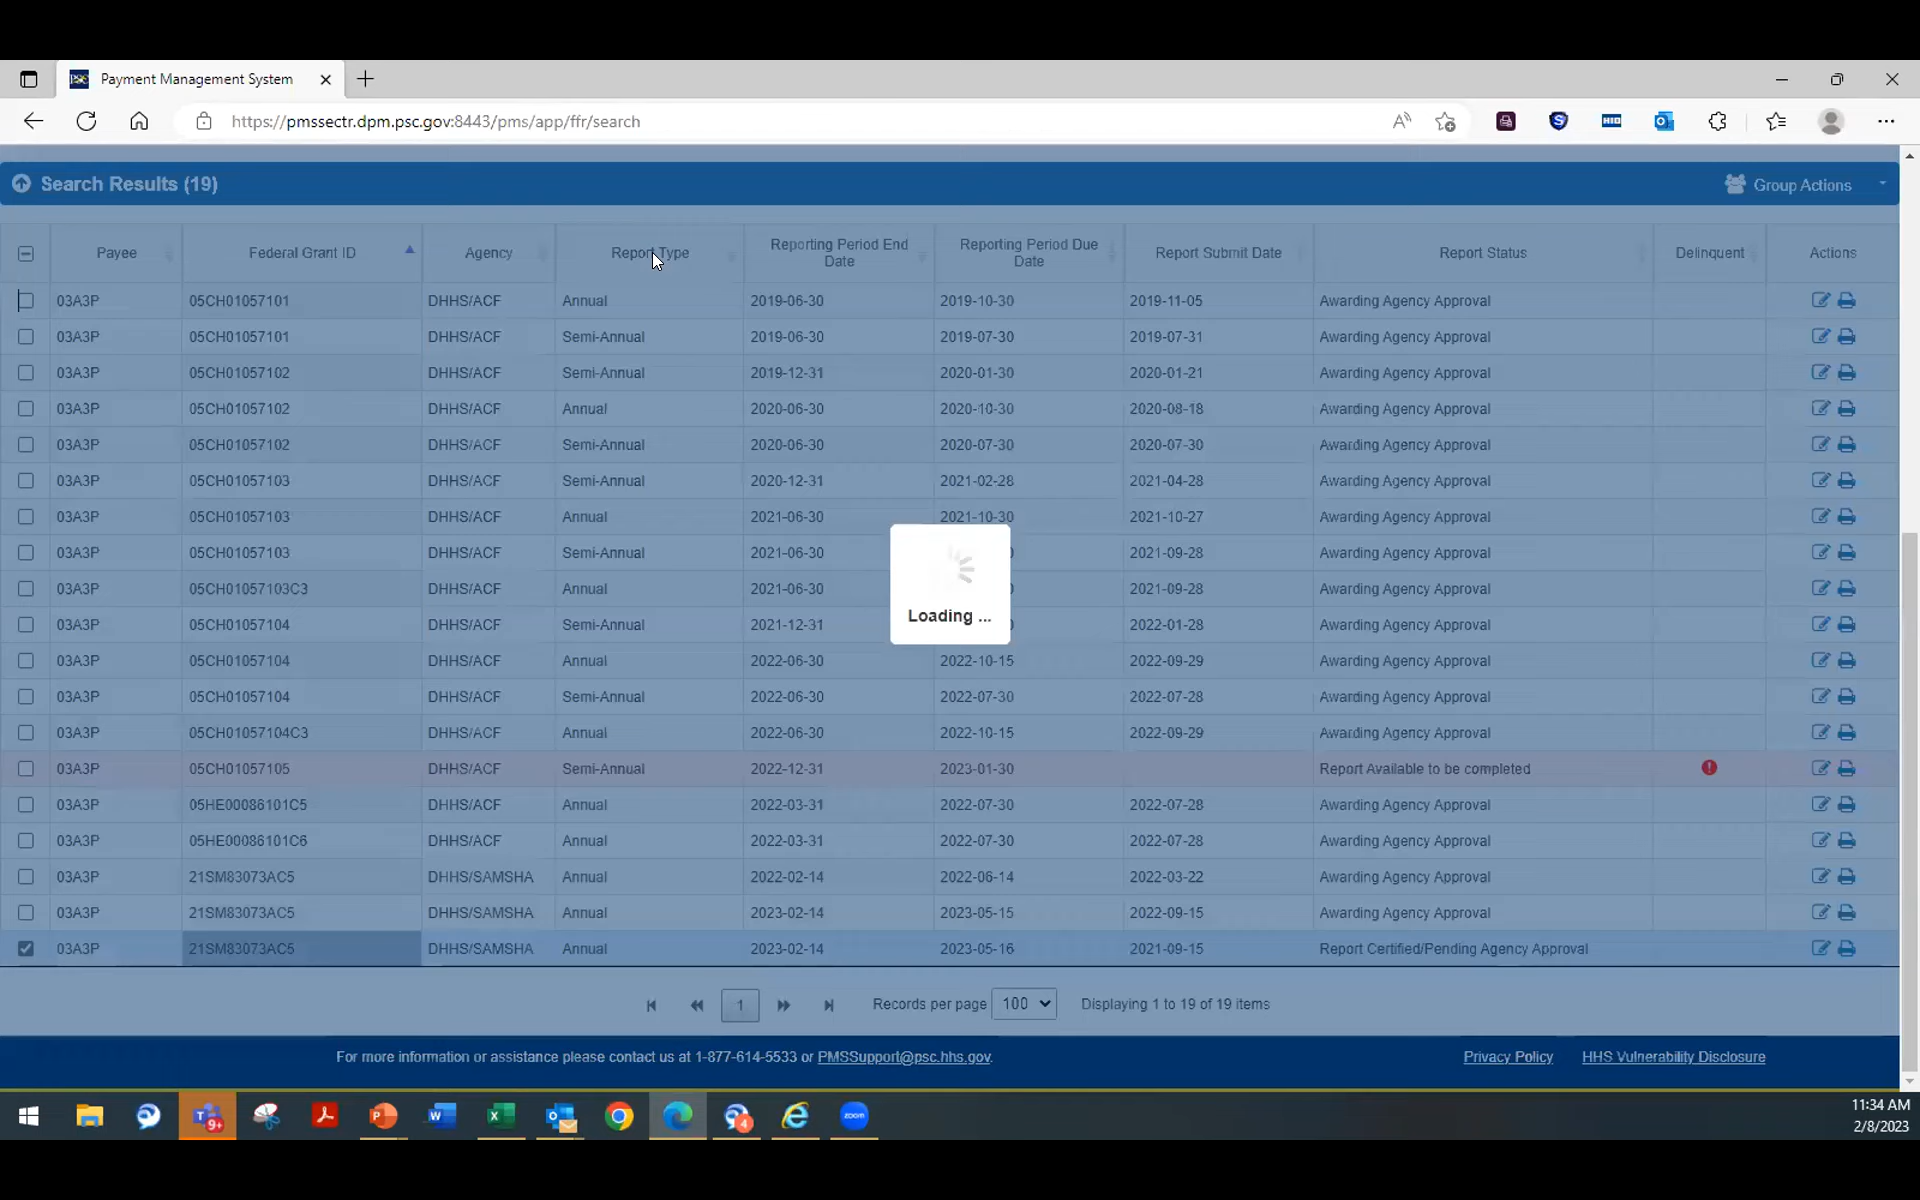 Payment Management System
https://pmssectr.dpm.psc.gov:8443/pms/app/ffr/search
Search Results (19) Group Actions
Payee Federal Grant ID Agency Report Type Reporting Period End Date Reporting Period Due Date Report Submit Date Report Status Delinquent Actions
03A3P 05CH01057101 DHHS/ACF Annual 2019-06-30 2019-10-30 2019-11-05 Awarding Agency Approval
03A3P 05CH01057101 DHHS/ACF Semi-Annual 2019-06-30 2019-07-30 2019-07-31 Awarding Agency Approval
03A3P 05CH01057102 DHHS/ACF Semi-Annual 2019-12-31 2020-01-30 2020-01-21 Awarding Agency Approval
03A3P 05CH01057102 DHHS/ACF Annual 2020-06-30 2020-10-30 2020-08-18 Awarding Agency Approval
03A3P 05CH01057102 DHHS/ACF Semi-Annual 2020-06-30 2020-07-30 2020-07-30 Awarding Agency Approval
03A3P 05CH01057103 DHHS/ACF Semi-Annual 2020-12-31 2021-02-28 2021-04-28 Awarding Agency Approval
03A3P 05CH01057103 DHHS/ACF Annual 2021-06-30 2021-10-30 2021-10-27 Awarding Agency Approval
03A3P 05CH01057103 DHHS/ACF Semi-Annual 2021-06-30 2021-09-28 Awarding Agency Approval
03A3P 05CH01057103C3 DHHS/ACF Annual 2021-06-30 2021-09-28 Awarding Agency Approval
Loading ...
03A3P 05CH01057104 DHHS/ACF Semi-Annual 2021-12-31 2022-01-28 Awarding Agency Approval
03A3P 05CH01057104 DHHS/ACF Annual 2022-06-30 2022-10-15 2022-09-29 Awarding Agency Approval
03A3P 05CH01057104 DHHS/ACF Semi-Annual 2022-06-30 2022-07-30 2022-07-28 Awarding Agency Approval
03A3P 05CH01057104C3 DHHS/ACF Annual 2022-06-30 2022-10-15 2022-09-29 Awarding Agency Approval
03A3P 05CH01057105 DHHS/ACF Semi-Annual 2022-12-31 2023-01-30 Report Available to be completed
03A3P 05HE00086101C5 DHHS/ACF Annual 2022-03-31 2022-07-30 2022-07-28 Awarding Agency Approval
03A3P 05HE00086101C6 DHHS/ACF Annual 2022-03-31 2022-07-30 2022-07-28 Awarding Agency Approval
03A3P 21SM83073AC5 DHHS/SAMSHA Annual 2022-02-14 2022-06-14 2022-03-22 Awarding Agency Approval
03A3P 21SM83073AC5 DHHS/SAMSHA Annual 2023-02-14 2023-05-15 2022-09-15 Awarding Agency Approval
03A3P 21SM83073AC5 DHHS/SAMSHA Annual 2023-02-14 2023-05-16 2021-09-15 Report Certified/Pending Agency Approval
1 Records per page 100 Displaying 1 to 19 of 19 items
For more information or assistance please contact us at 1-877-614-5533 or PMSSupport@psc.hhs.gov. Privacy Policy HHS Vulnerability Disclosure
11:34 AM
2/8/2023